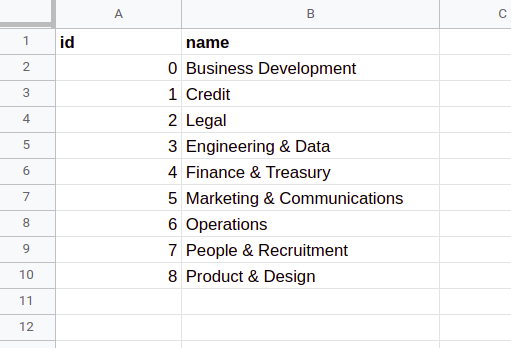 A B C
1 id name
2 0 Business Development
3 1 Credit
4 2 Legal
5 3 Engineering & Data
6 4 Finance & Treasury
7 5 Marketing & Communications
8 6 Operations
9 7 People & Recruitment
10 8 Product & Design
11
12